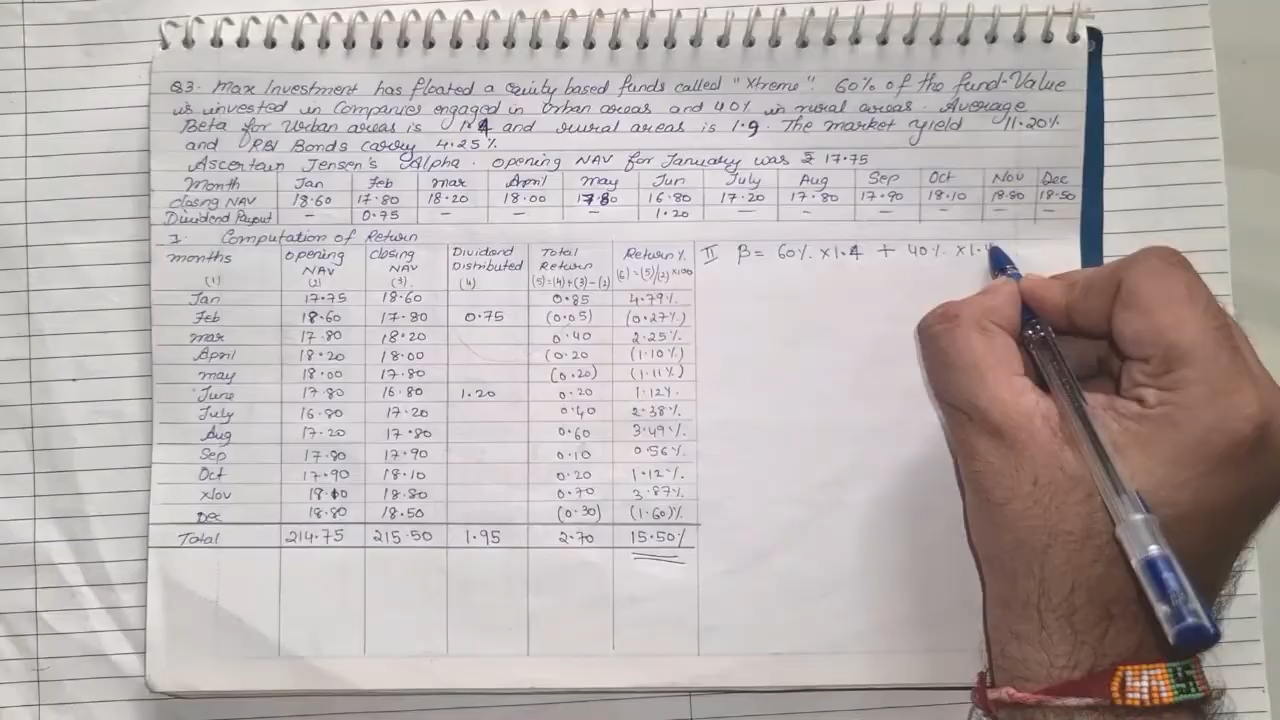 Q3. Max Investment has floated a equity based funds called "Xtreme". 60% of the fund-Value
is invested in Companies engaged in Urban areas and 40% in rural areas. Average
Beta for Urban areas is 1.4 and rural areas is 1.9. The market yield 11.20%
and RBI Bonds carry 4.25%
Ascertain Jensen's Alpha. opening NAV for January was ₹ 17.75
Month Jan Feb mar April may Jun July Aug Sep Oct Nov Dec
closing NAV 18.60 17.80 18.20 18.00 17.80 16.80 17.20 17.80 17.90 18.10 18.80 18.50
Dividend Payout — 0.75 — — — 1.20 — — — — — —
I. Computation of Return
months (1) opening NAV (2) closing NAV (3) Dividend Distributed (4) Total Return (5)=(4)+(3)-(2) Return% (6)=(5)/(2)×100
Jan 17.75 18.60 0.85 4.79%
Feb 18.60 17.80 0.75 (0.05) (0.27%)
mar 17.80 18.20 0.40 2.25%
April 18.20 18.00 (0.20 (1.10%)
may 18.00 17.80 (0.20) (1.11%)
June 17.80 16.80 1.20 0.20 1.12%
July 16.80 17.20 0.40 2.38%
Aug 17.20 17.80 0.60 3.49%
Sep 17.80 17.90 0.10 0.56%
Oct 17.90 18.10 0.20 1.12%
Nov 18.10 18.80 0.70 3.87%
Dec 18.80 18.50 (0.30) (1.60)%
Total 214.75 215.50 1.95 2.70 15.50%
II β = 60% × 1.4 + 40% × 1.